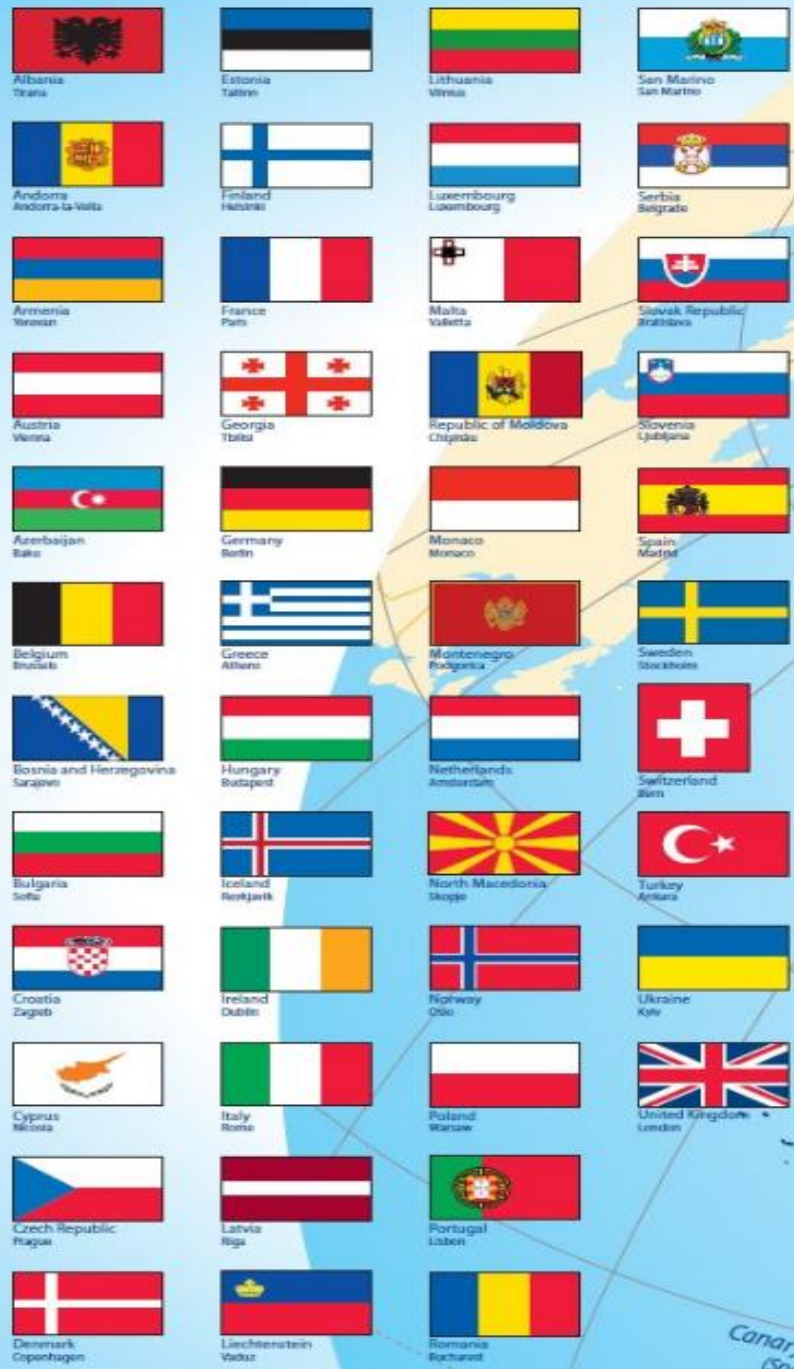 Albania
Tirana
Andorra
Andorra-la-Vella
Armenia
Yerevan
Austria
Vienna
Azerbaijan
Baku
Belgium
Brussels
Bosnia and Herzegovina
Sarajevo
Bulgaria
Sofia
Croatia
Zagreb
Cyprus
Nicosia
Czech Republic
Prague
Denmark
Copenhagen
Estonia
Tallinn
Finland
Helsinki
France
Paris
Georgia
Tbilisi
Germany
Berlin
Greece
Athens
Hungary
Budapest
Iceland
Reykjavik
Ireland
Dublin
Italy
Rome
Latvia
Riga
Liechtenstein
Vaduz
Lithuania
Vilnius
Luxembourg
Luxembourg
Malta
Valletta
Republic of Moldova
Chişinău
Monaco
Monaco
Montenegro
Podgorica
Netherlands
Amsterdam
North Macedonia
Skopje
Norway
Oslo
Poland
Warsaw
Portugal
Lisbon
Romania
Bucharest
San Marino
San Marino
Serbia
Belgrade
Slovak Republic
Bratislava
Slovenia
Ljubljana
Spain
Madrid
Sweden
Stockholm
Switzerland
Bern
Turkey
Ankara
Ukraine
Kyiv
United Kingdom
London
Canary